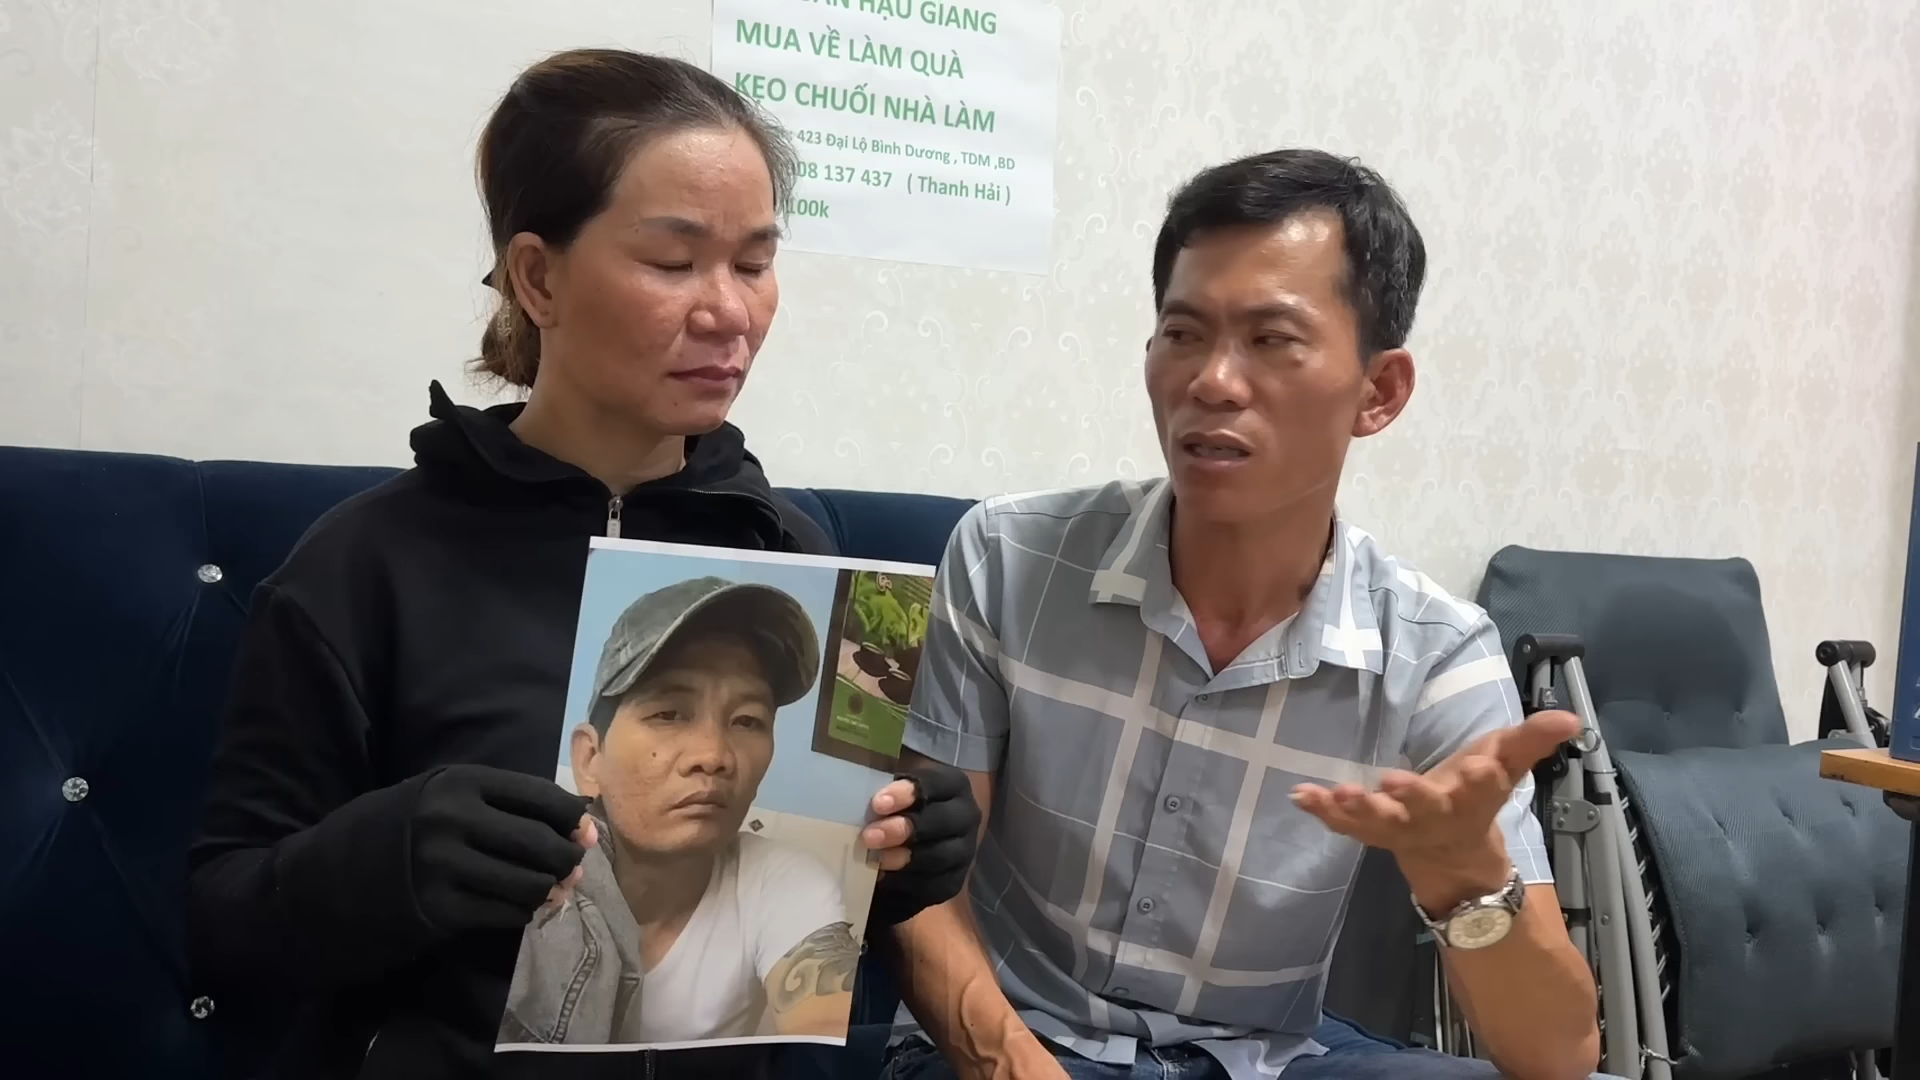 HẬU GIANG
MUA VỀ LÀM QUÀ
KẸO CHUỐI NHÀ LÀM
: 423 Đại Lộ Bình Dương , TDM ,BD
08 137 437 ( Thanh Hải )
100k